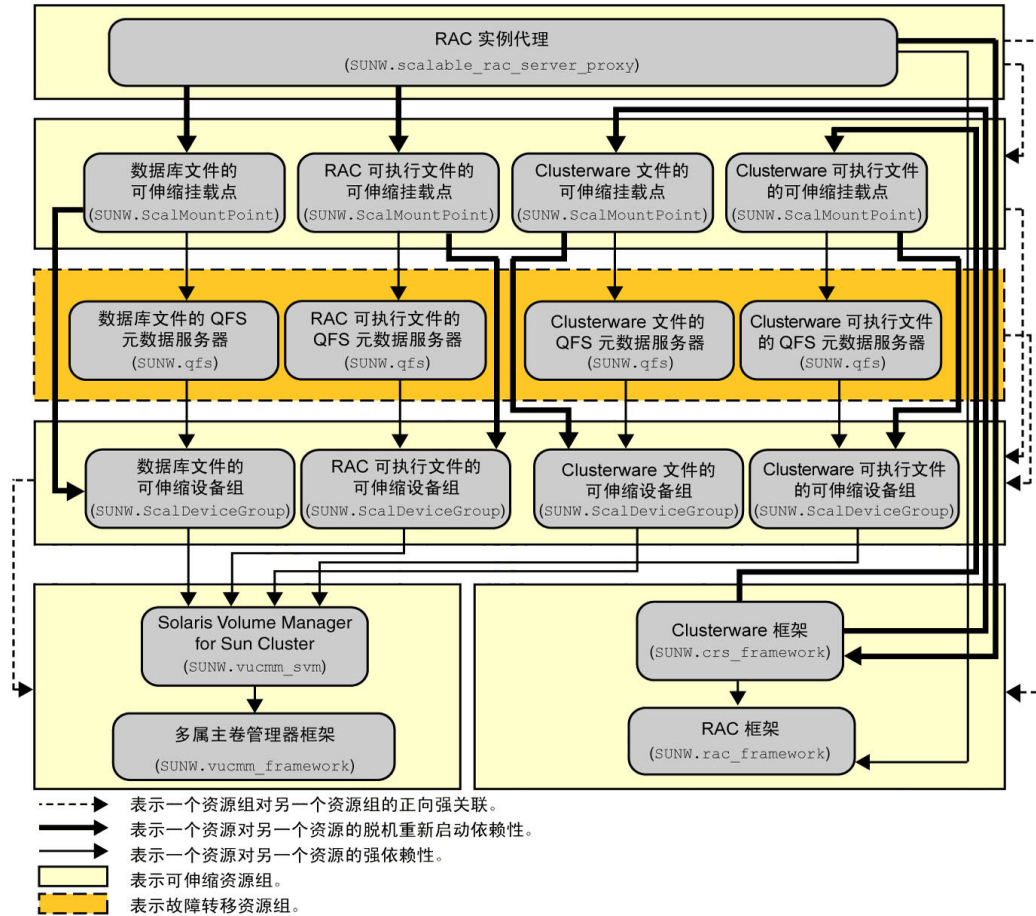 RAC 实例代理
(SUNW.scalable_rac_server_proxy)
数据库文件的
可伸缩挂载点
(SUNW.ScalMountPoint)
RAC 可执行文件的
可伸缩挂载点
(SUNW.ScalMountPoint)
Clusterware 文件的
可伸缩挂载点
(SUNW.ScalMountPoint)
Clusterware 可执行文件
的可伸缩挂载点
(SUNW.ScalMountPoint)
数据库文件的 QFS
元数据服务器
(SUNW.qfs)
RAC 可执行文件的
QFS 元数据服务器
(SUNW.qfs)
Clusterware 文件的
QFS 元数据服务器
(SUNW.qfs)
Clusterware 可执行文件
的 QFS 元数据服务器
(SUNW.qfs)
数据库文件的
可伸缩设备组
(SUNW.ScalDeviceGroup)
RAC 可执行文件的
可伸缩设备组
(SUNW.ScalDeviceGroup)
Clusterware 文件的
可伸缩设备组
(SUNW.ScalDeviceGroup)
Clusterware 可执行文件
的可伸缩设备组
(SUNW.ScalDeviceGroup)
Solaris Volume Manager
for Sun Cluster
(SUNW.vucmm_svm)
多属主卷管理器框架
(SUNW.vucmm_framework)
Clusterware 框架
(SUNW.crs_framework)
RAC 框架
(SUNW.rac_framework)
表示一个资源组对另一个资源组的正向强关联。
表示一个资源对另一个资源的脱机重新启动依赖性。
表示一个资源对另一个资源的强依赖性。
表示可伸缩资源组。
表示故障转移资源组。